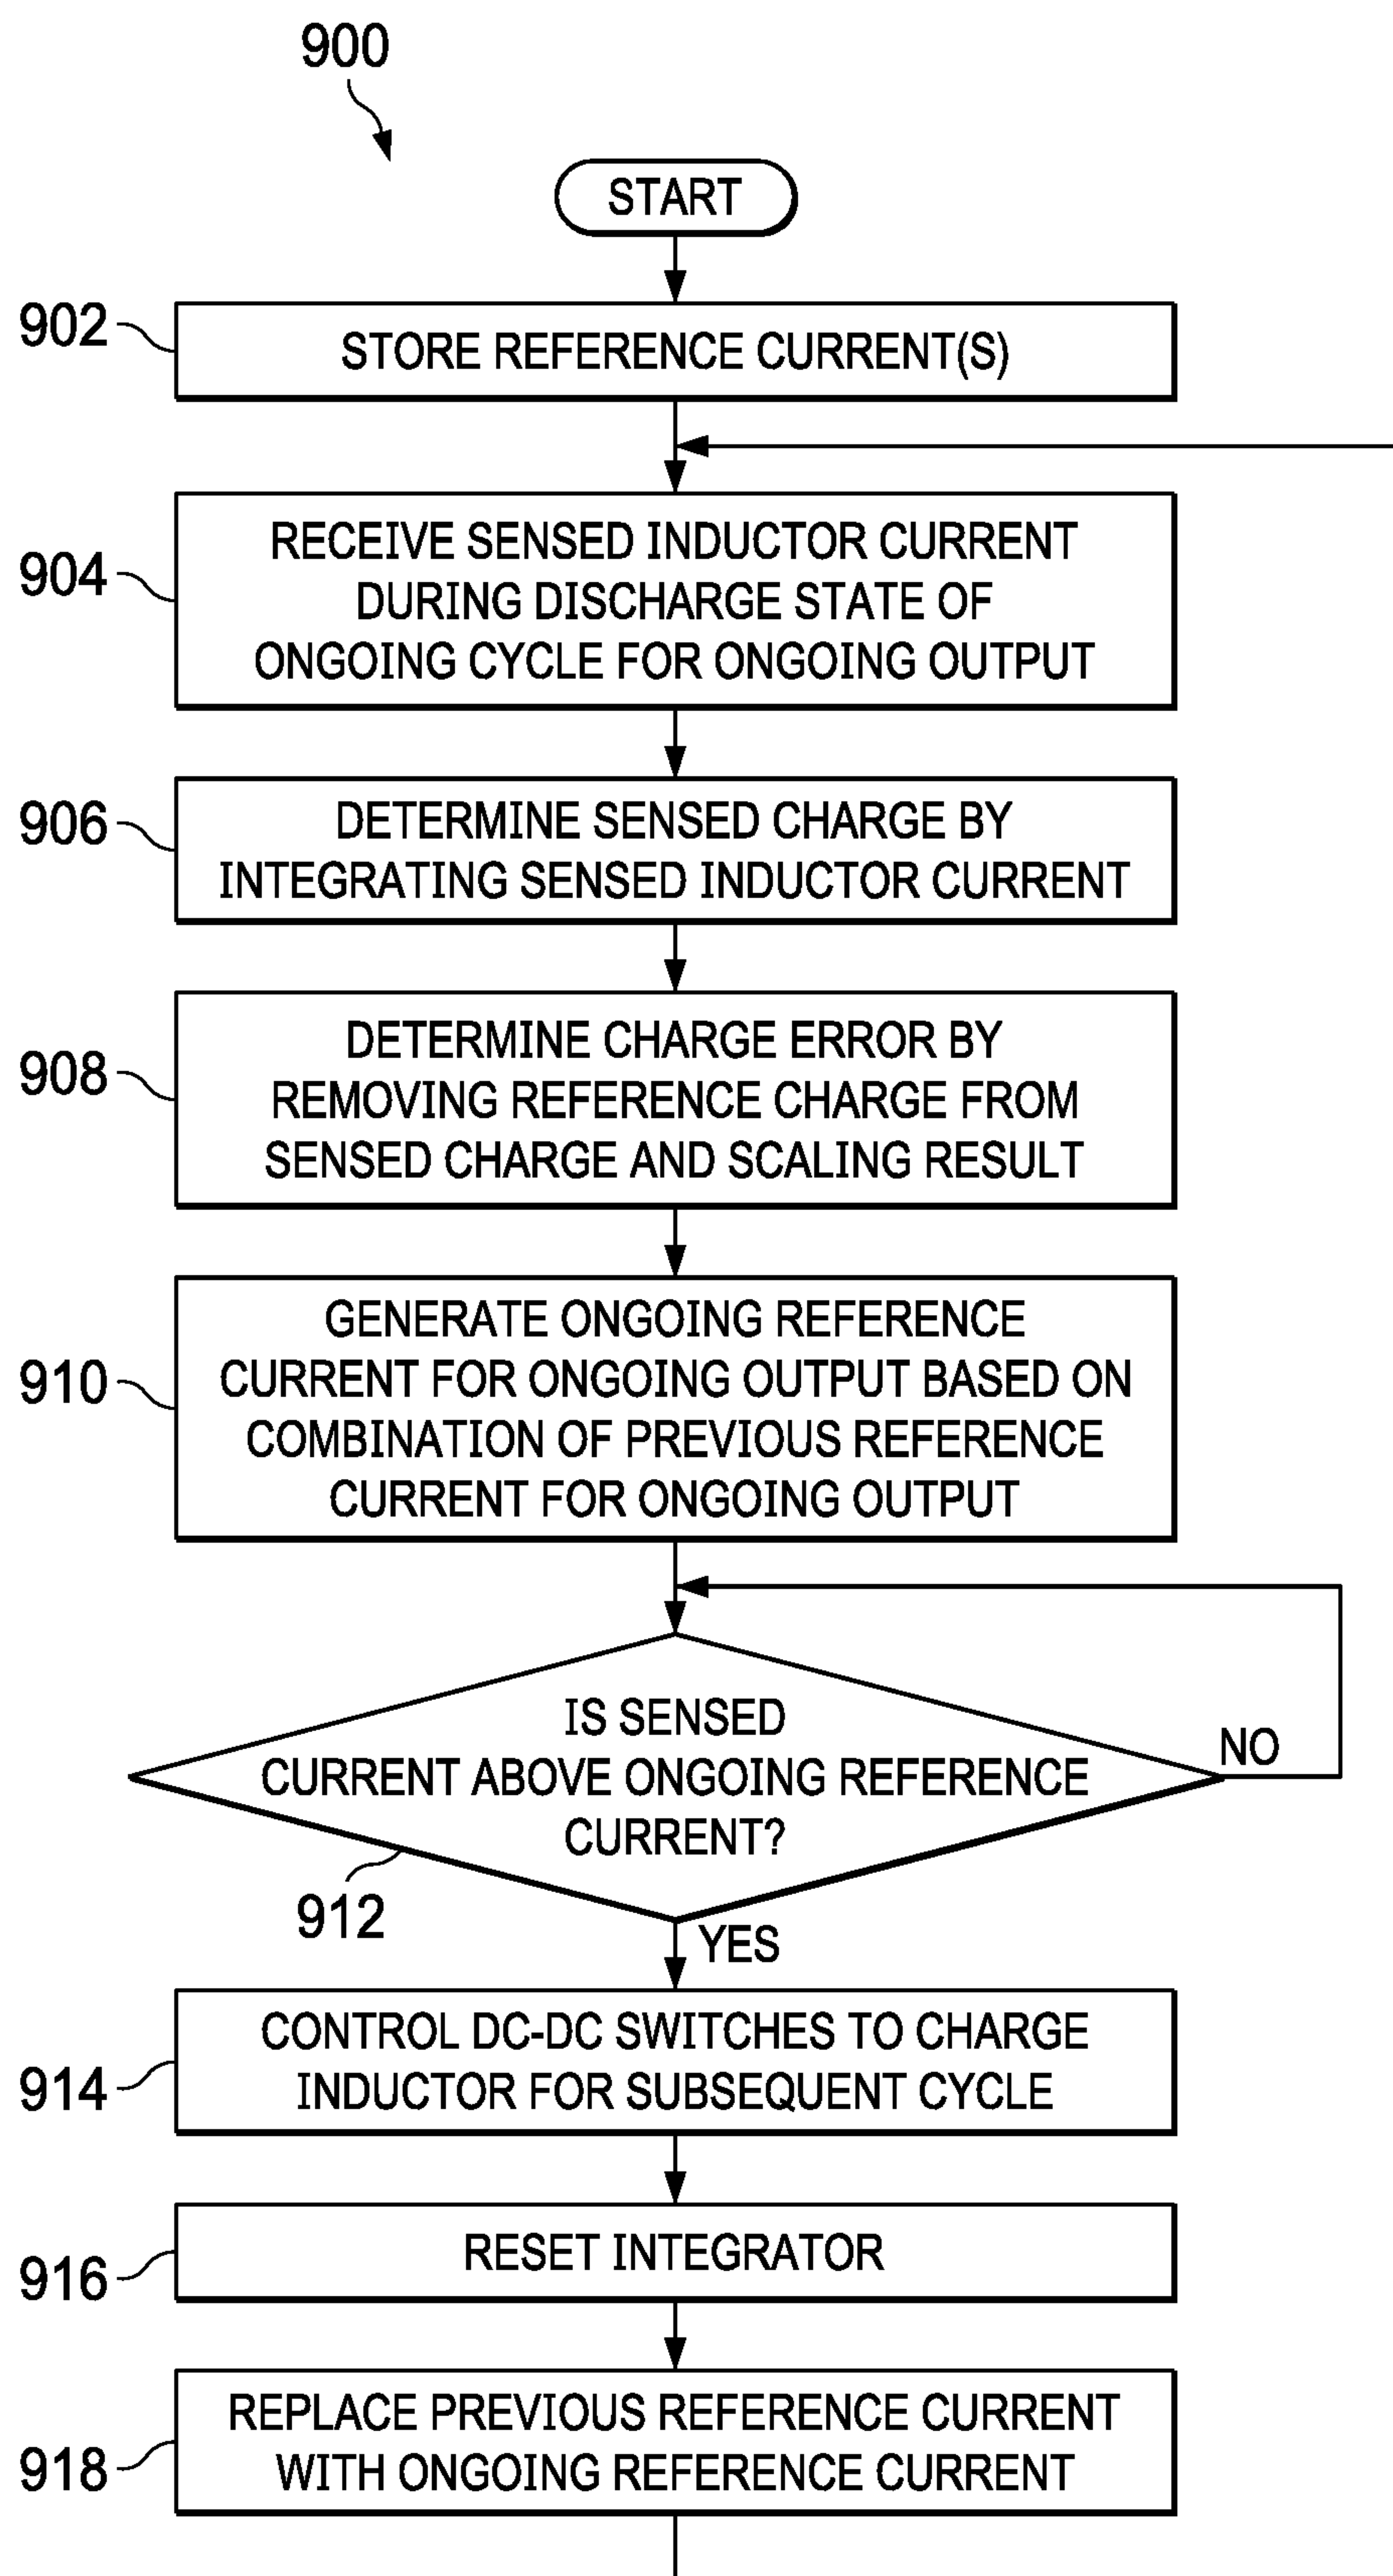 900
START
902
STORE REFERENCE CURRENT(S)
904
RECEIVE SENSED INDUCTOR CURRENT
DURING DISCHARGE STATE OF
ONGOING CYCLE FOR ONGOING OUTPUT
906
DETERMINE SENSED CHARGE BY
INTEGRATING SENSED INDUCTOR CURRENT
908
DETERMINE CHARGE ERROR BY
REMOVING REFERENCE CHARGE FROM
SENSED CHARGE AND SCALING RESULT
910
GENERATE ONGOING REFERENCE
CURRENT FOR ONGOING OUTPUT BASED ON
COMBINATION OF PREVIOUS REFERENCE
CURRENT FOR ONGOING OUTPUT
IS SENSED
CURRENT ABOVE ONGOING REFERENCE
CURRENT?
NO
912
YES
914
CONTROL DC-DC SWITCHES TO CHARGE
INDUCTOR FOR SUBSEQUENT CYCLE
916
RESET INTEGRATOR
918
REPLACE PREVIOUS REFERENCE CURRENT
WITH ONGOING REFERENCE CURRENT